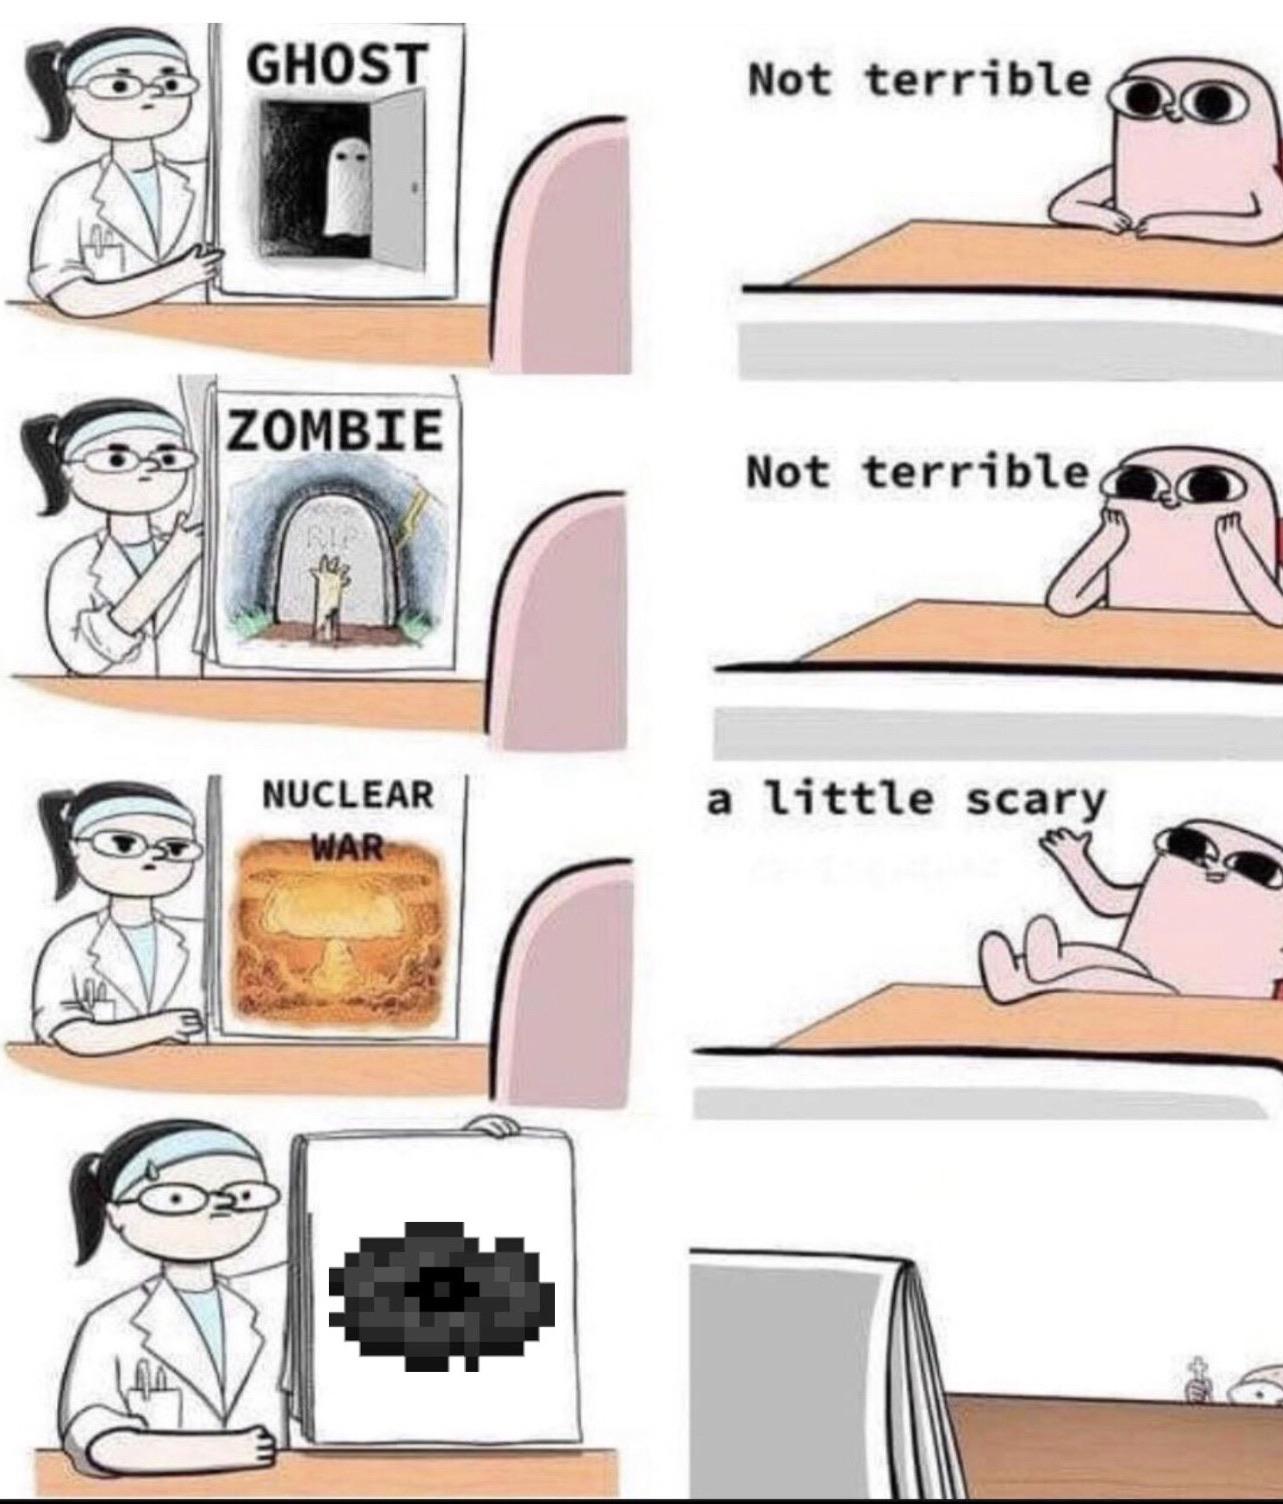 GHOST
Not terrible
ZOMBIE
RIP
Not terrible
NUCLEAR
WAR
a little scary